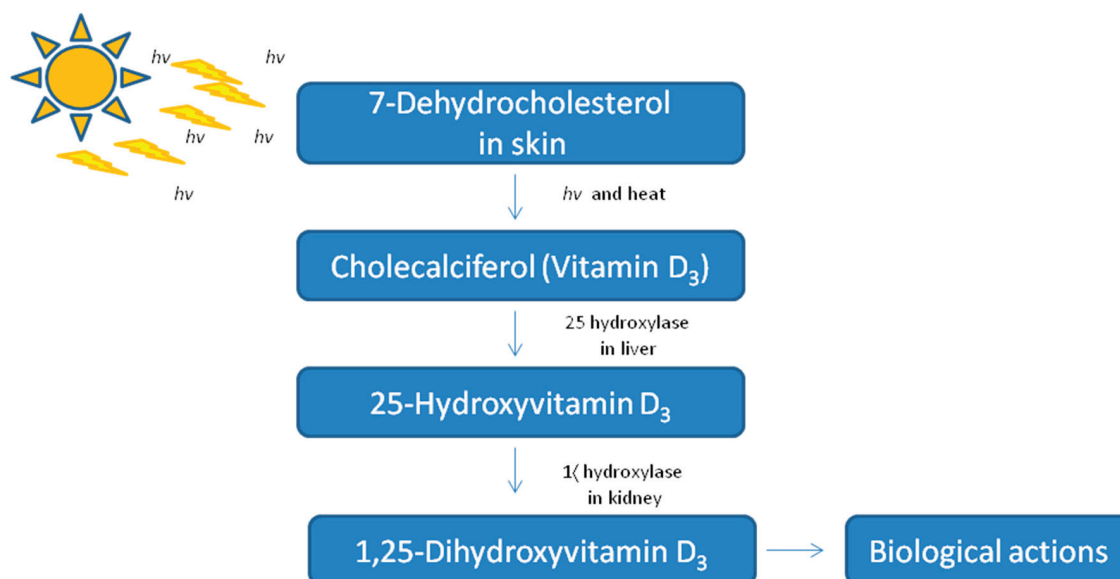 hv
hv
hv
hv
hv
7-Dehydrocholesterol
in skin
hv and heat
Cholecalciferol (Vitamin D₃)
25 hydroxylase
in liver
25-Hydroxyvitamin D₃
1⟨ hydroxylase
in kidney
1,25-Dihydroxyvitamin D₃
Biological actions